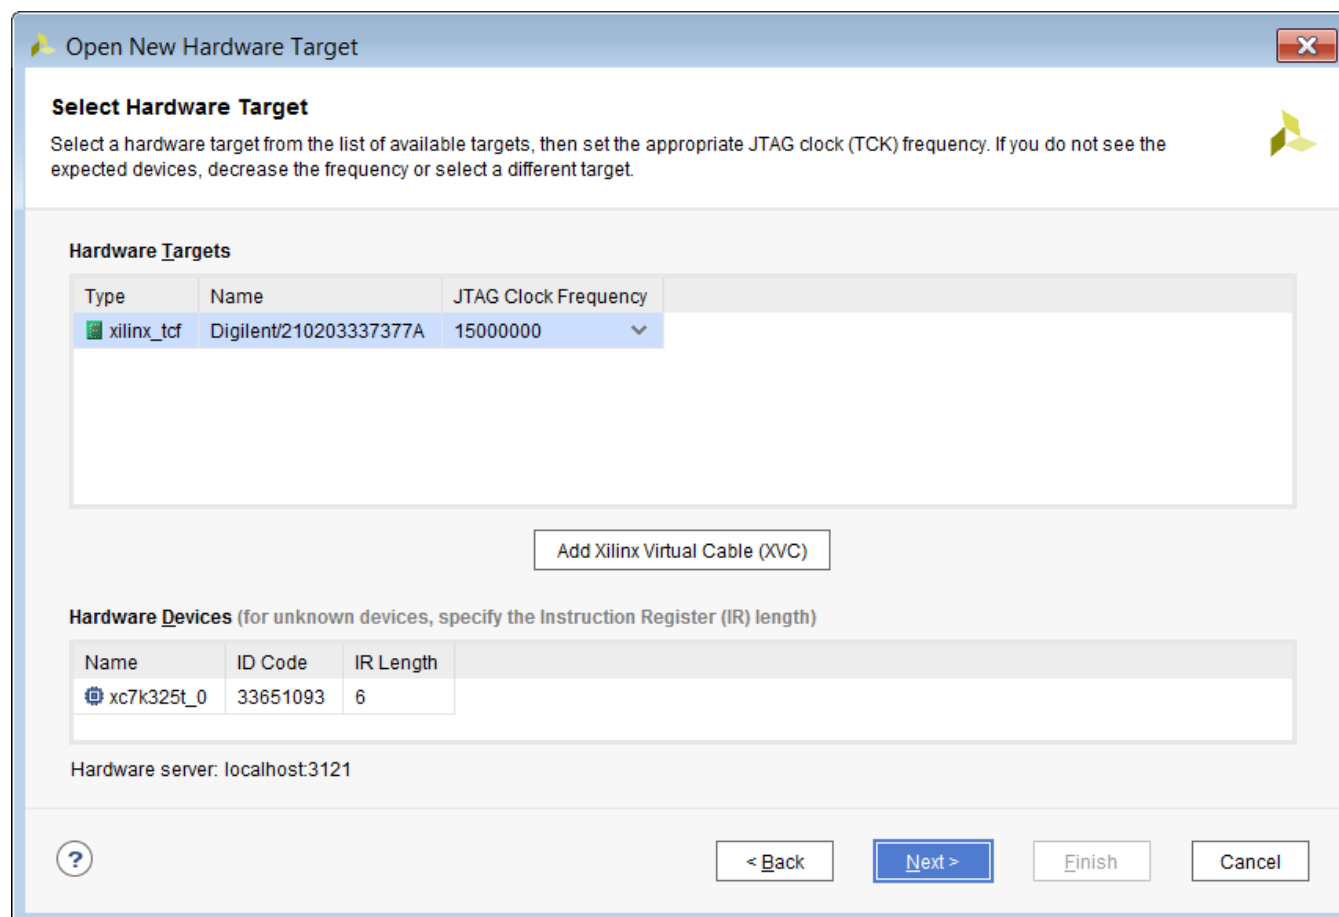 Open New Hardware Target
Select Hardware Target
Select a hardware target from the list of available targets, then set the appropriate JTAG clock (TCK) frequency. If you do not see the
expected devices, decrease the frequency or select a different target.
Hardware Targets
Type Name JTAG Clock Frequency
xilinx_tcf Digilent/210203337377A 15000000
Add Xilinx Virtual Cable (XVC)
Hardware Devices (for unknown devices, specify the Instruction Register (IR) length)
Name ID Code IR Length
xc7k325t_0 33651093 6
Hardware server: localhost:3121
? < Back Next > Finish Cancel